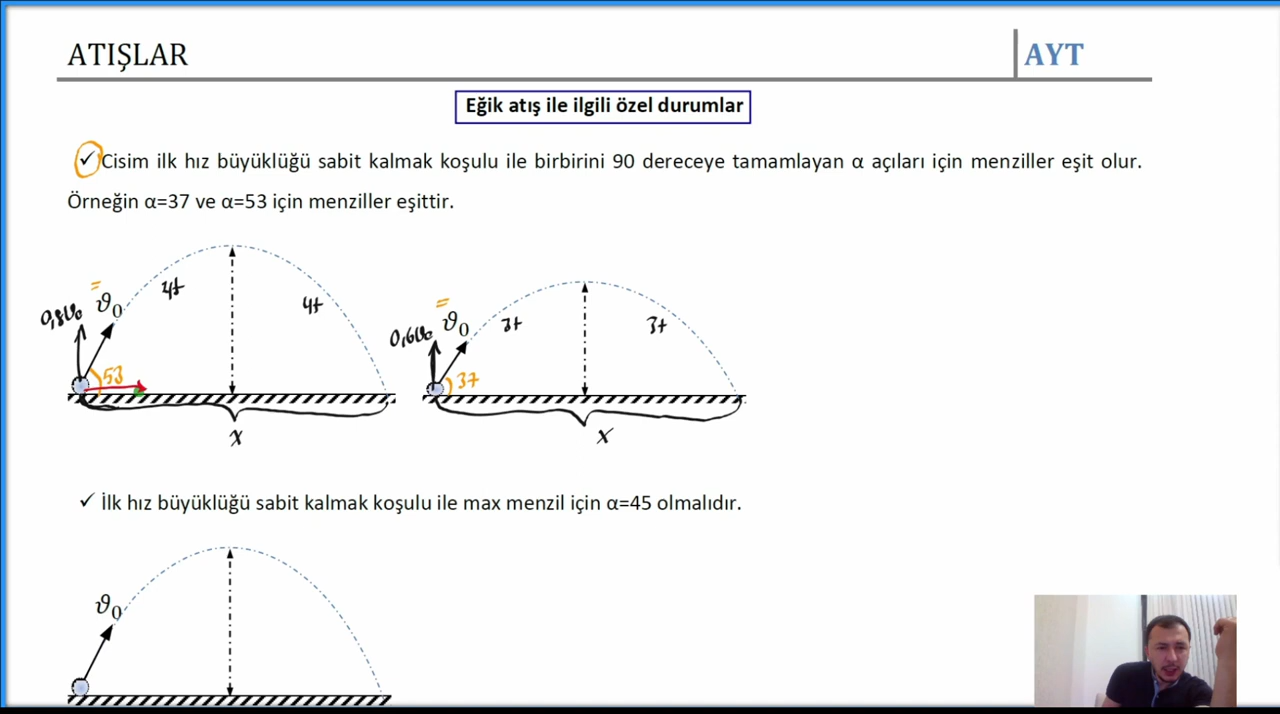 ATIŞLAR
AYT
Eğik atış ile ilgili özel durumlar
✓ Cisim ilk hız büyüklüğü sabit kalmak koşulu ile birbirini 90 dereceye tamamlayan α açıları için menziller eşit olur.
Örneğin α=37 ve α=53 için menziller eşittir.
0,8ϑ₀
=
ϑ₀
4t
4t
53
x
0,6ϑ₀
=
ϑ₀
3t
3t
37
x
✓ İlk hız büyüklüğü sabit kalmak koşulu ile max menzil için α=45 olmalıdır.
ϑ₀